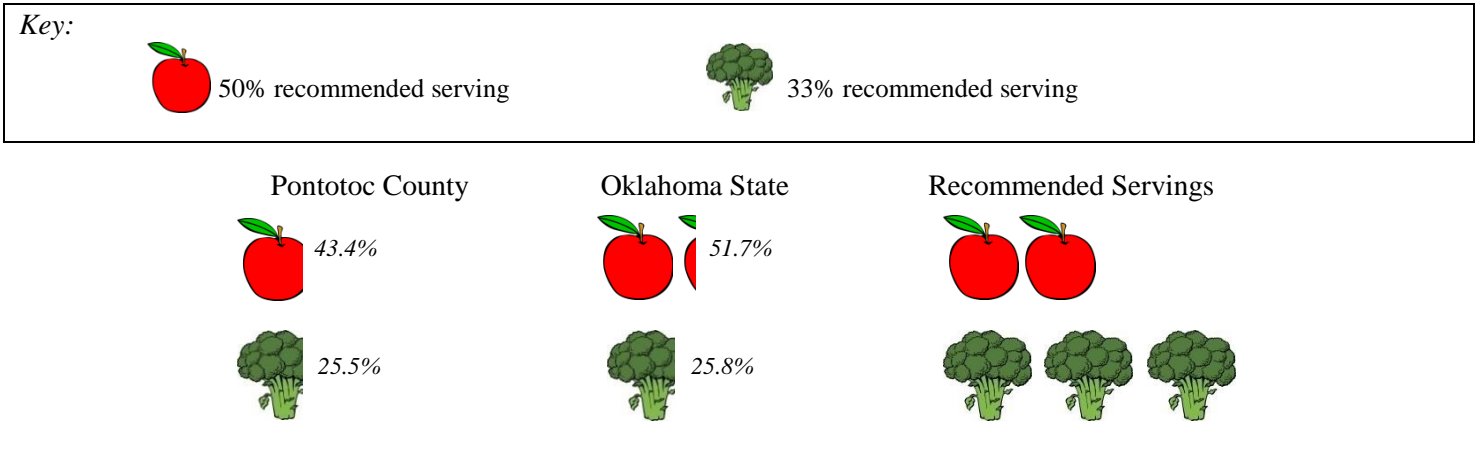 Key:
50% recommended serving 33% recommended serving
Pontotoc County Oklahoma State Recommended Servings
43.4% 51.7%
25.5% 25.8%